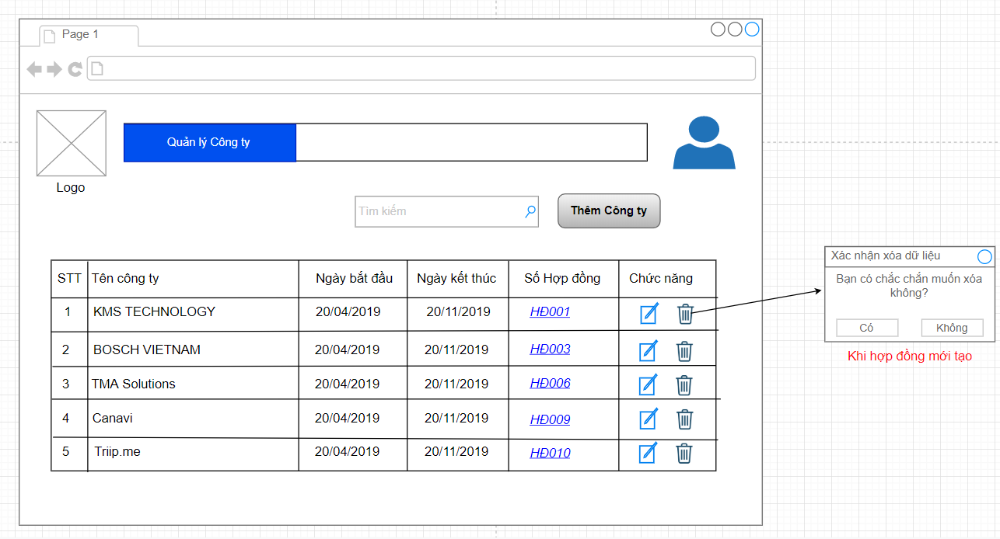 Page 1
Quản lý Công ty
Logo
Tìm kiếm
Thêm Công ty
STT Tên công ty Ngày bắt đầu Ngày kết thúc Số Hợp đồng Chức năng
1 KMS TECHNOLOGY 20/04/2019 20/11/2019 HĐ001
2 BOSCH VIETNAM 20/04/2019 20/11/2019 HĐ003
3 TMA Solutions 20/04/2019 20/11/2019 HĐ006
4 Canavi 20/04/2019 20/11/2019 HĐ009
5 Triip.me 20/04/2019 20/11/2019 HĐ010
Xác nhận xóa dữ liệu
Bạn có chắc chắn muốn xóa
không?
Có Không
Khi hợp đồng mới tạo